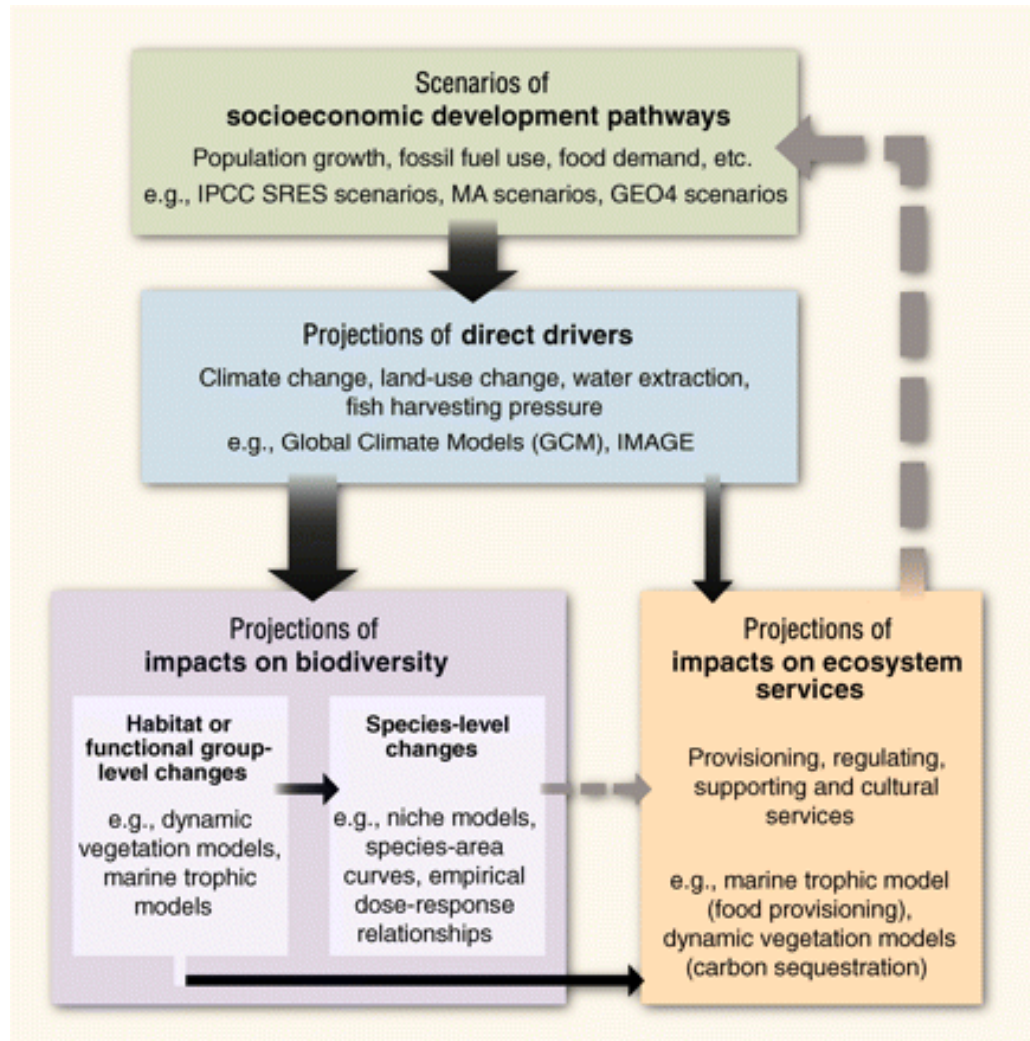 Scenarios of
socioeconomic development pathways
Population growth, fossil fuel use, food demand, etc.
e.g., IPCC SRES scenarios, MA scenarios, GEO4 scenarios
Projections of direct drivers
Climate change, land-use change, water extraction,
fish harvesting pressure
e.g., Global Climate Models (GCM), IMAGE
Projections of
impacts on biodiversity
Habitat or
functional group-
level changes
e.g., dynamic
vegetation models,
marine trophic
models
Species-level
changes
e.g., niche models,
species-area
curves, empirical
dose-response
relationships
Projections of
impacts on ecosystem
services
Provisioning, regulating,
supporting and cultural
services
e.g., marine trophic model
(food provisioning),
dynamic vegetation models
(carbon sequestration)